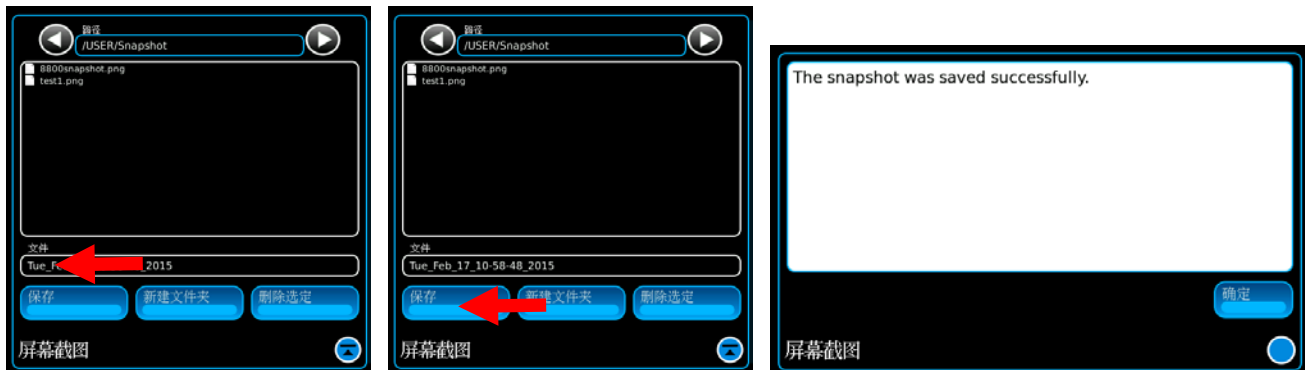 路径
/USER/Snapshot
8800snapshot.png
test1.png
文件
2015
保存
新建文件夹
删除选定
屏幕截图
路径
/USER/Snapshot
8800snapshot.png
test1.png
文件
Tue_Feb_17_10-58-48_2015
保存
新建文件夹
删除选定
屏幕截图
The snapshot was saved successfully.
确定
屏幕截图